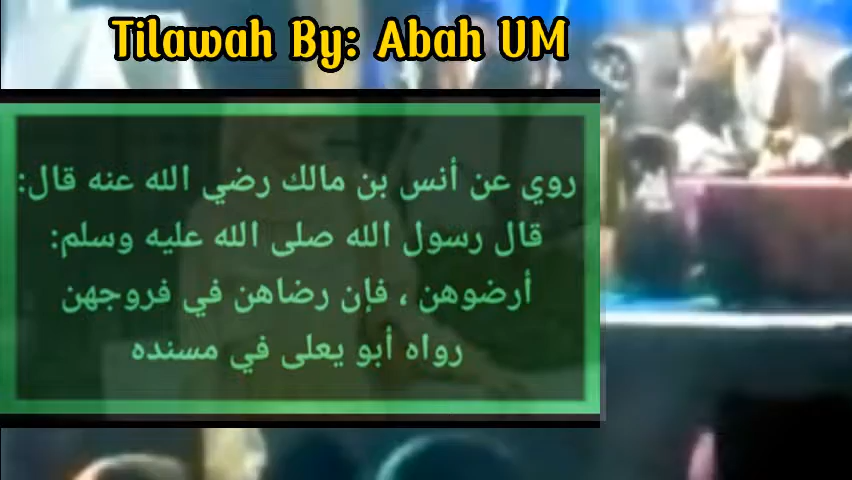 Tilawah By: Abah UM
روي عن أنس بن مالك رضي الله عنه قال:
قال رسول الله صلى الله عليه وسلم:
أرضوهن ، فإن رضاهن في فروجهن
رواه أبو يعلى في مسنده